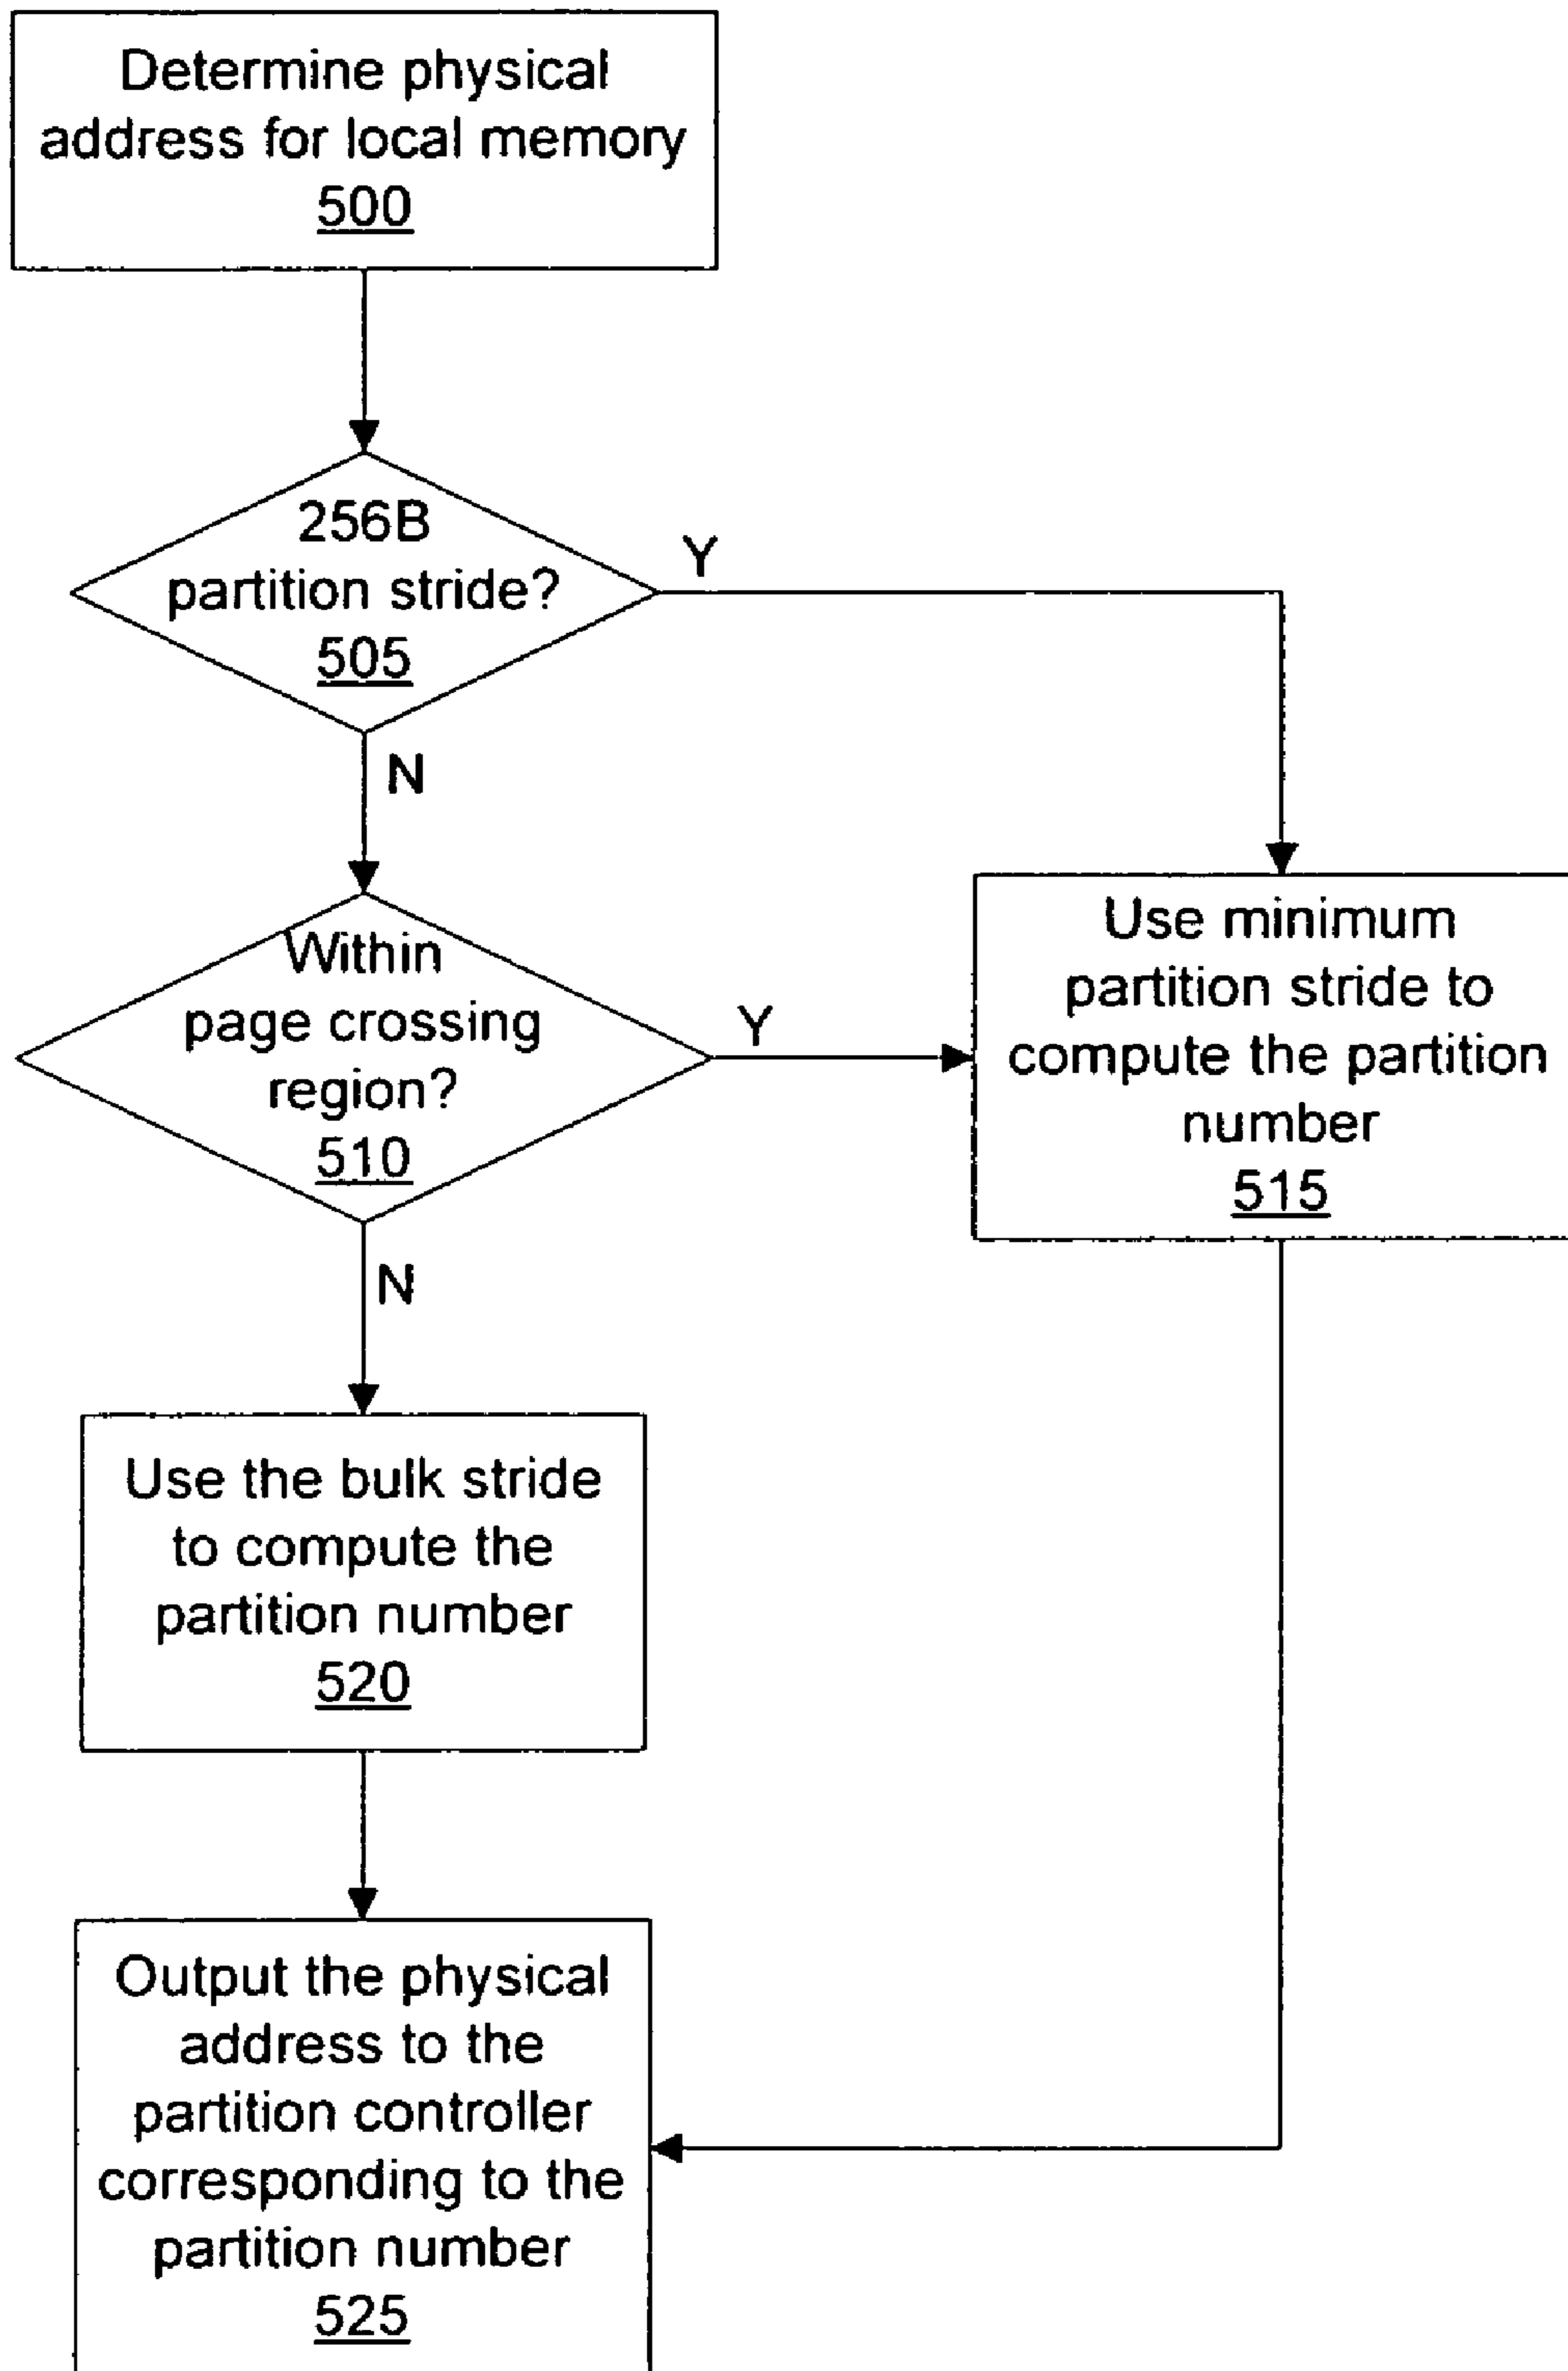 Determine physical
address for local memory
500
256B
partition stride?
505
Y
N
Within
page crossing
region?
510
Y
N
Use minimum
partition stride to
compute the partition
number
515
Use the bulk stride
to compute the
partition number
520
Output the physical
address to the
partition controller
corresponding to the
partition number
525